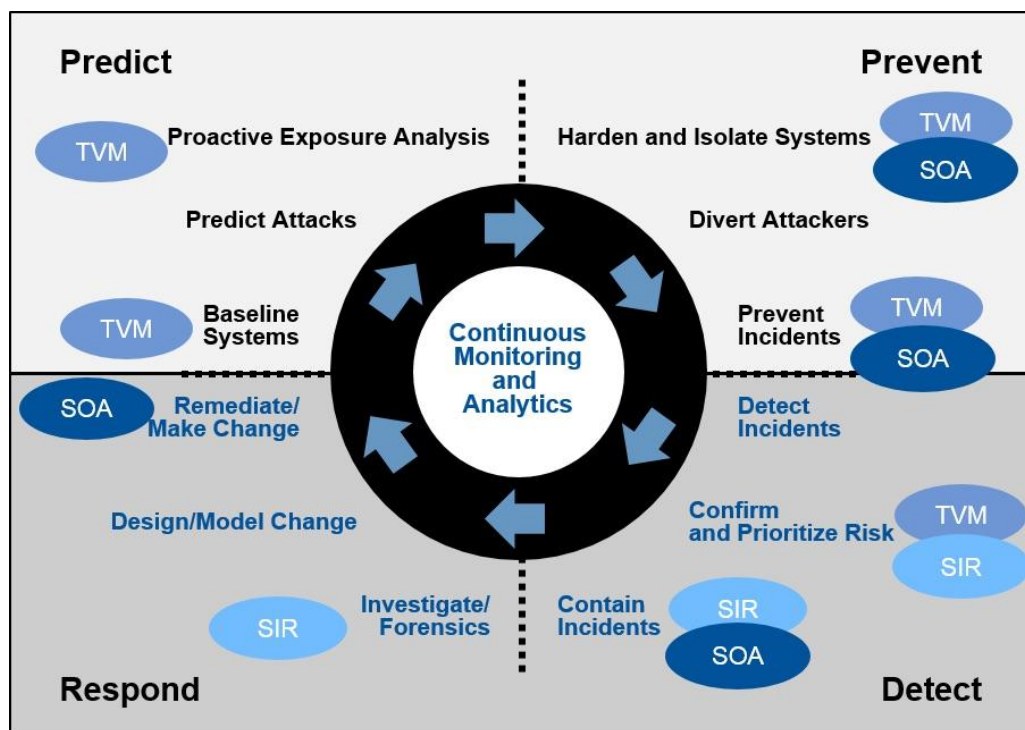 Predict
Prevent
TVM
Proactive Exposure Analysis
Harden and Isolate Systems
TVM
SOA
Predict Attacks
Divert Attackers
TVM
Baseline
Systems
Continuous
Monitoring
and
Analytics
Prevent
Incidents
TVM
SOA
SOA
Remediate/
Make Change
Detect
Incidents
Design/Model Change
Confirm
and Prioritize Risk
TVM
SIR
SIR
Investigate/
Forensics
Contain
Incidents
SIR
SOA
Respond
Detect